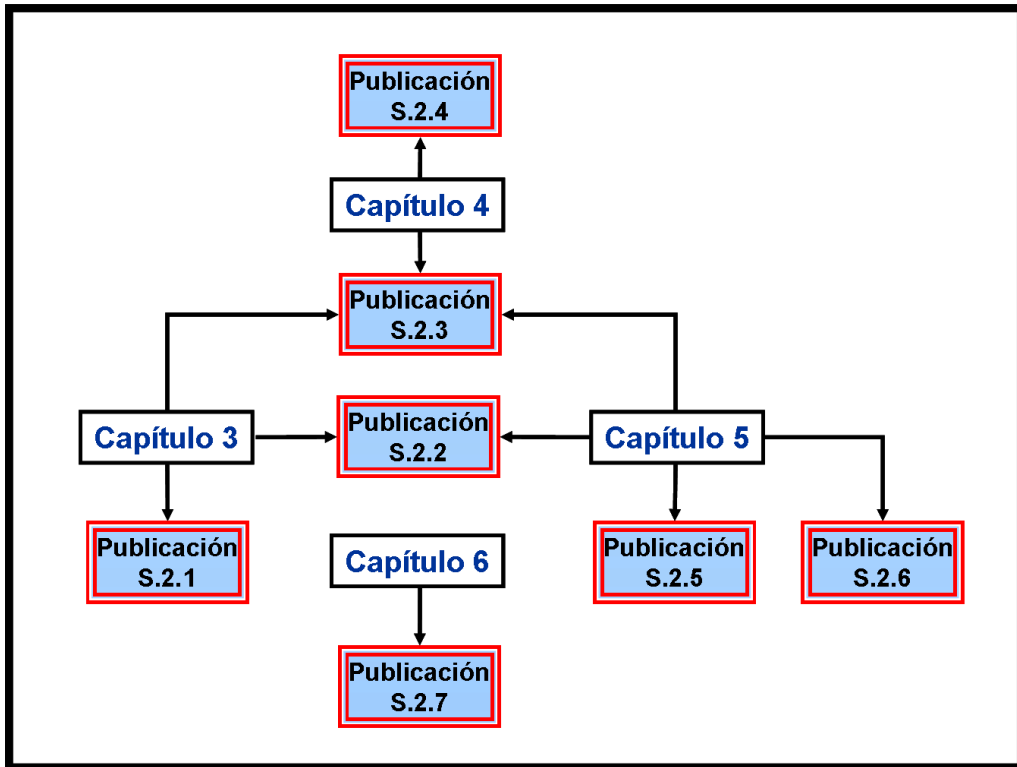 Publicación
S.2.4
Capítulo 4
Publicación
S.2.3
Capítulo 3
Publicación
S.2.2
Capítulo 5
Publicación
S.2.1
Capítulo 6
Publicación
S.2.5
Publicación
S.2.6
Publicación
S.2.7